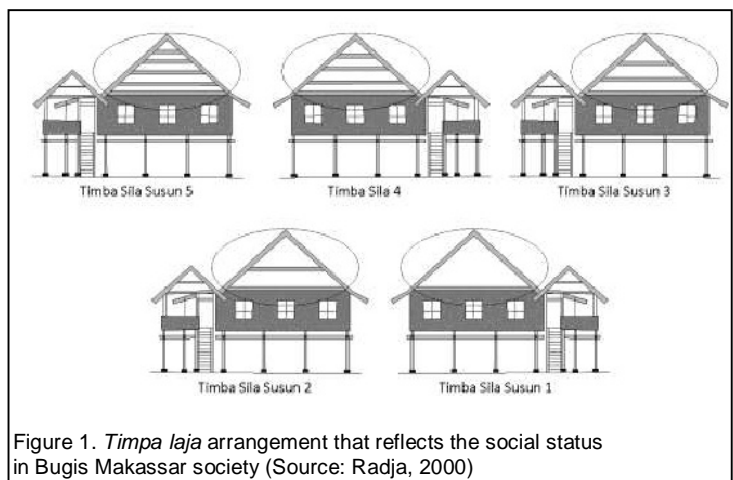 Timba Sila Susun 5
Timba Sila 4
Timba Sila Susun 3
Timba Sila Susun 2
Timba Sila Susun 1
Figure 1. Timpa laja arrangement that reflects the social status
in Bugis Makassar society (Source: Radja, 2000)